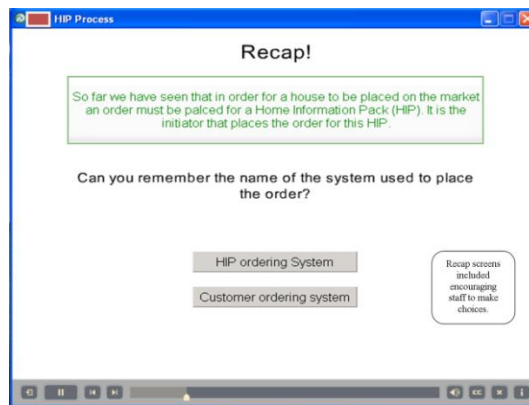 HIP Process
Recap!
So far we have seen that in order for a house to be placed on the market
an order must be palced for a Home Information Pack (HIP). It is the
initiator that places the order for this HIP.
Can you remember the name of the system used to place
the order?
HIP ordering System
Customer ordering system
Recap screens
included
encouraging
staff to make
choices.
CC